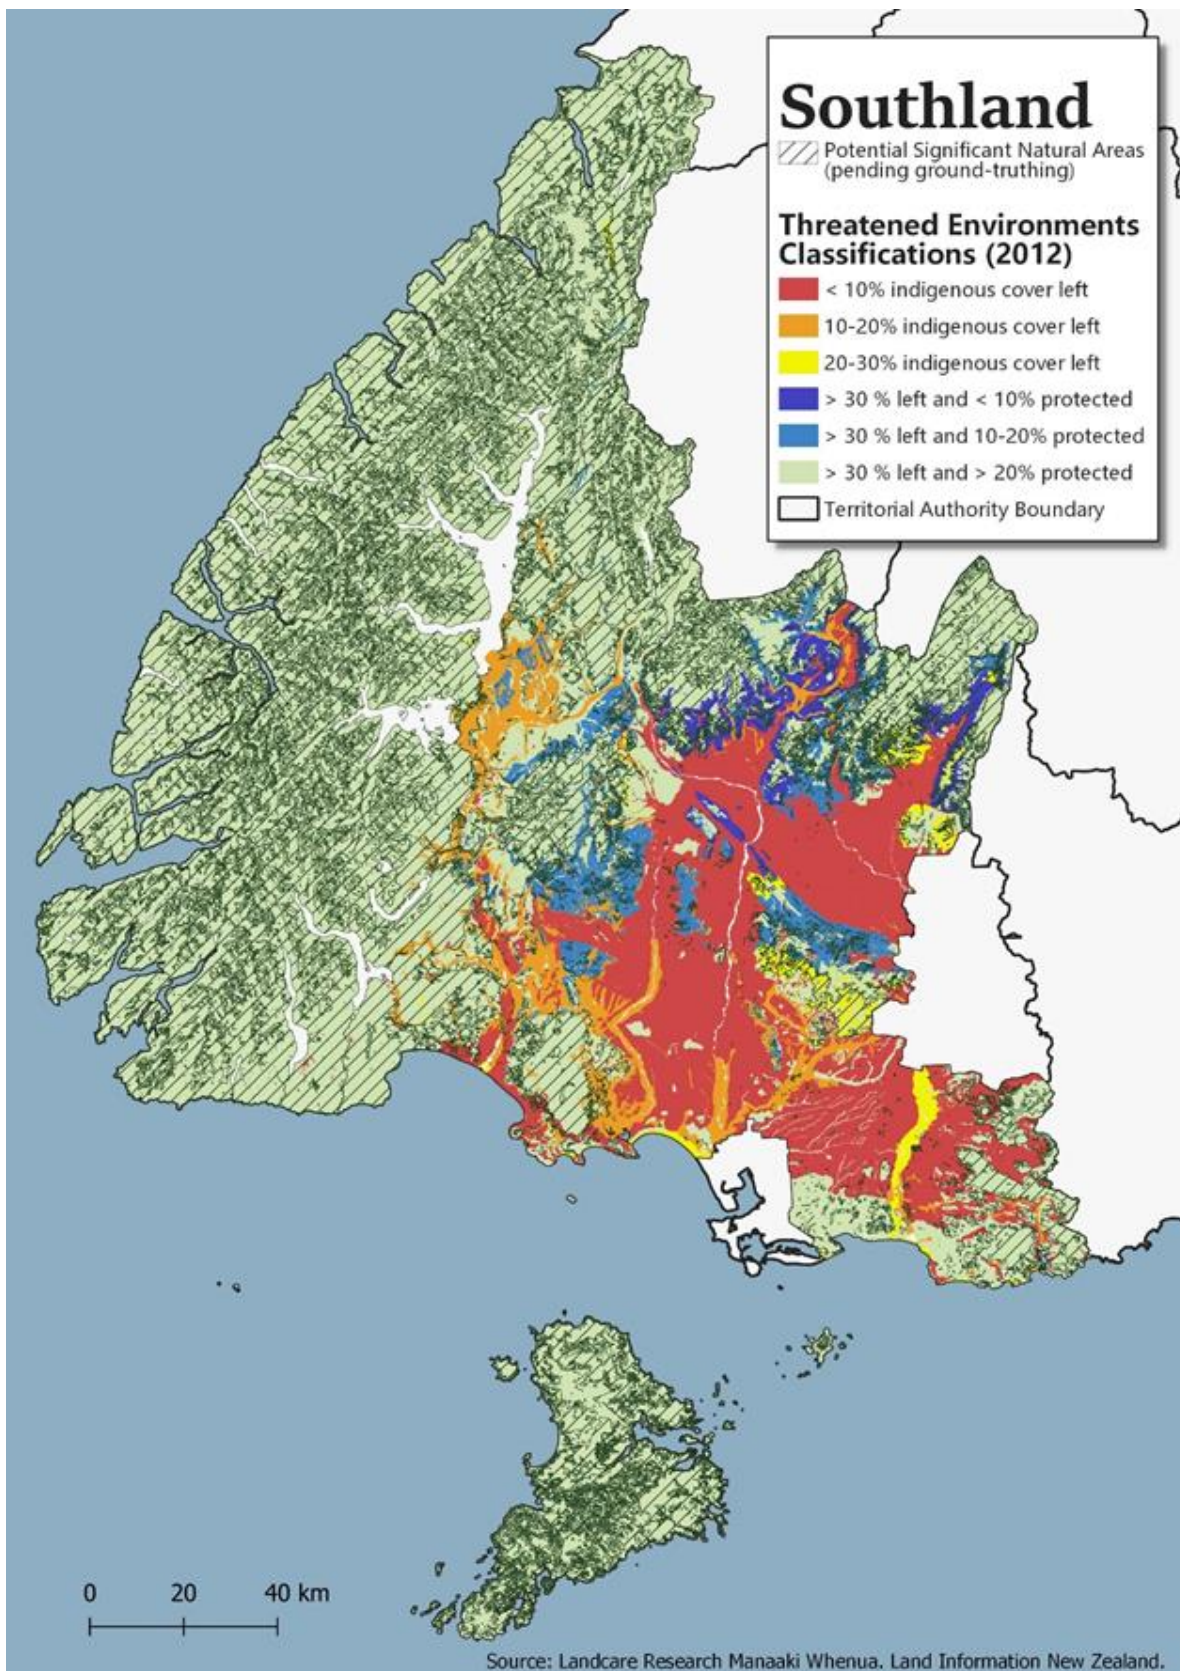 Southland
Potential Significant Natural Areas
(pending ground-truthing)
Threatened Environments
Classifications (2012)
< 10% indigenous cover left
10-20% indigenous cover left
20-30% indigenous cover left
> 30 % left and < 10% protected
> 30 % left and 10-20% protected
> 30 % left and > 20% protected
Territorial Authority Boundary
0 20 40 km
Source: Landcare Research Manaaki Whenua. Land Information New Zealand.